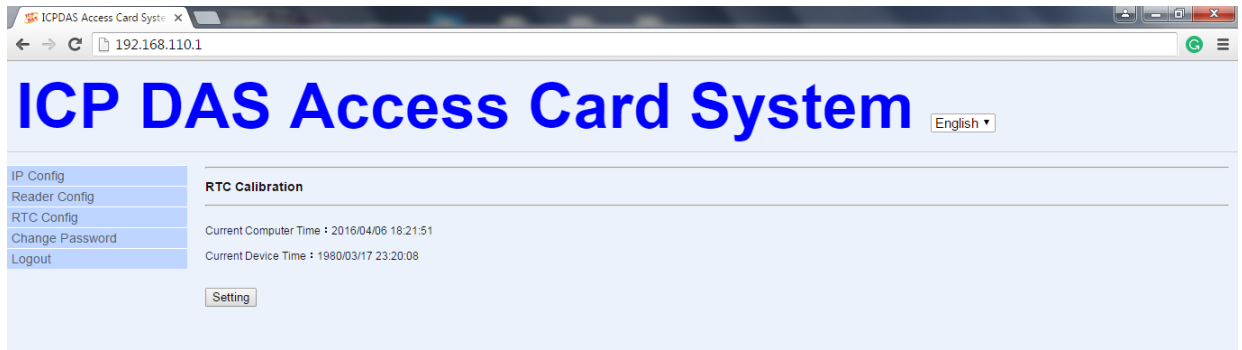 ICPDAS Access Card Syste
192.168.110.1
ICP DAS Access Card System
English
IP Config
Reader Config
RTC Config
Change Password
Logout
RTC Calibration
Current Computer Time：2016/04/06 18:21:51
Current Device Time：1980/03/17 23:20:08
Setting